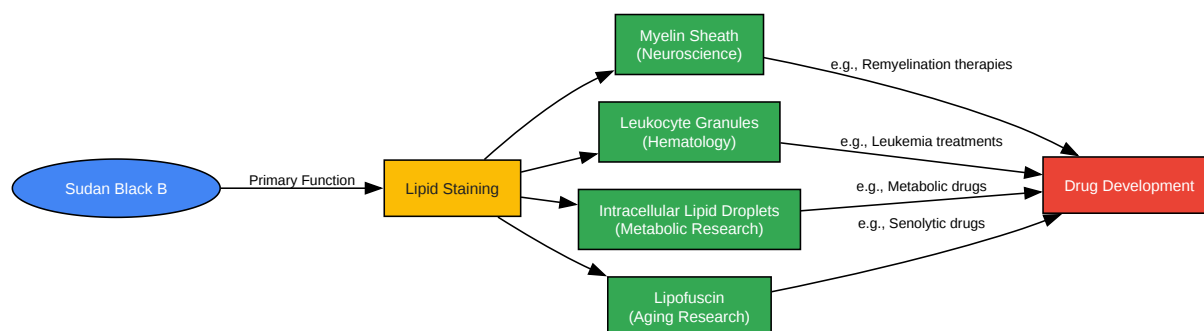 Sudan Black B
Primary Function
Lipid Staining
Myelin Sheath
(Neuroscience)
Leukocyte Granules
(Hematology)
Intracellular Lipid Droplets
(Metabolic Research)
Lipofuscin
(Aging Research)
e.g., Remyelination therapies
e.g., Leukemia treatments
e.g., Metabolic drugs
e.g., Senolytic drugs
Drug Development